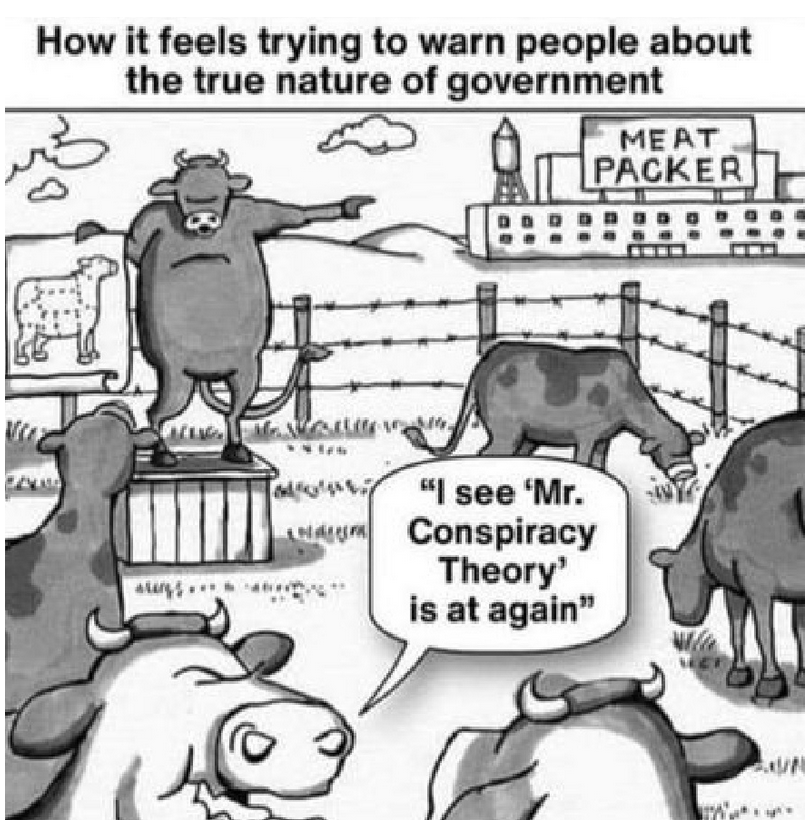 How it feels trying to warn people about
the true nature of government
MEAT
PACKER
“I see ‘Mr.
Conspiracy
Theory’
is at again”